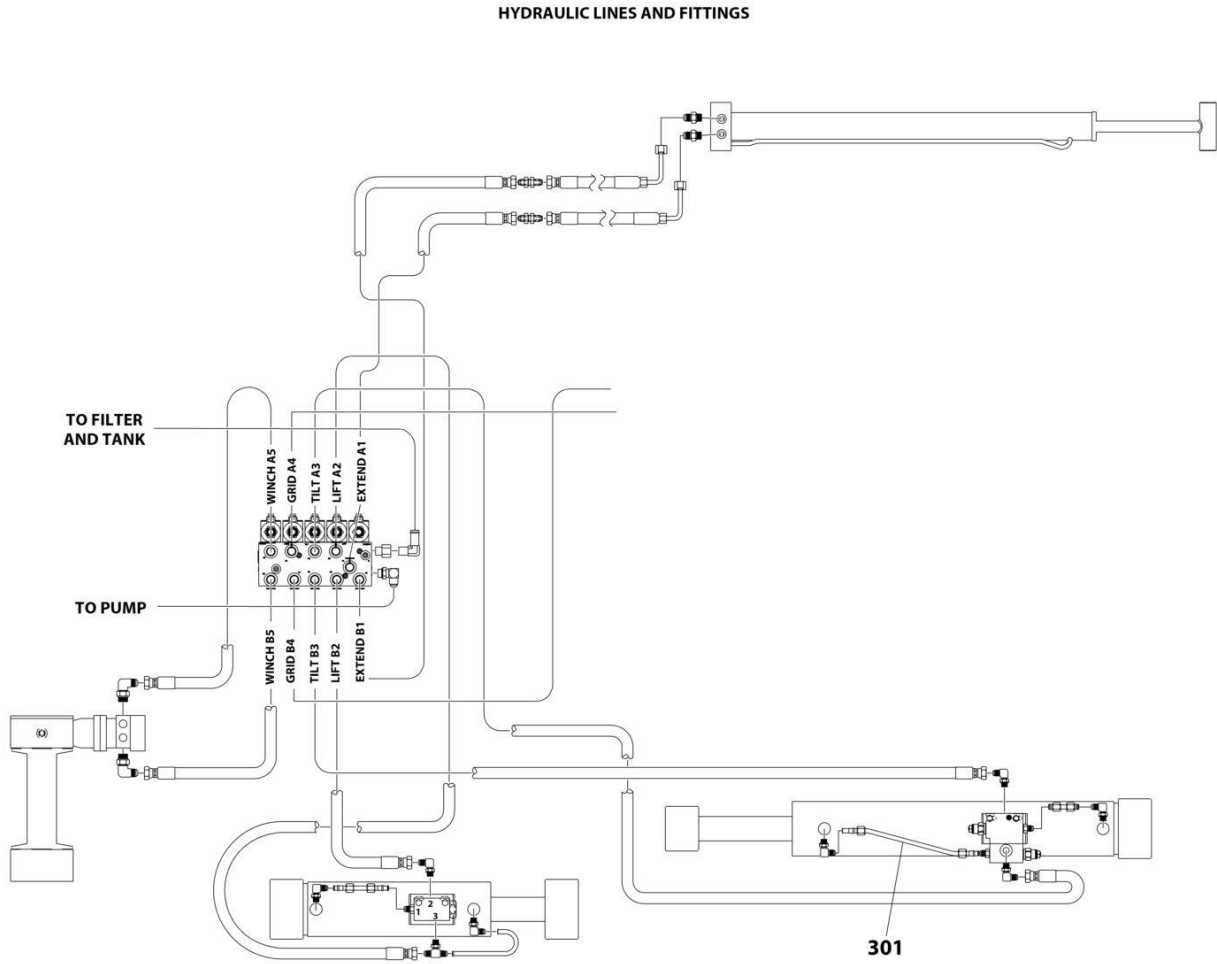 HYDRAULIC LINES AND FITTINGS
TO FILTER
AND TANK
WINCH A5
GRID A4
TILT A3
LIFT A2
EXTEND A1
TO PUMP
WINCH B5
GRID B4
TILT B3
LIFT B2
EXTEND B1
2
1
3
301